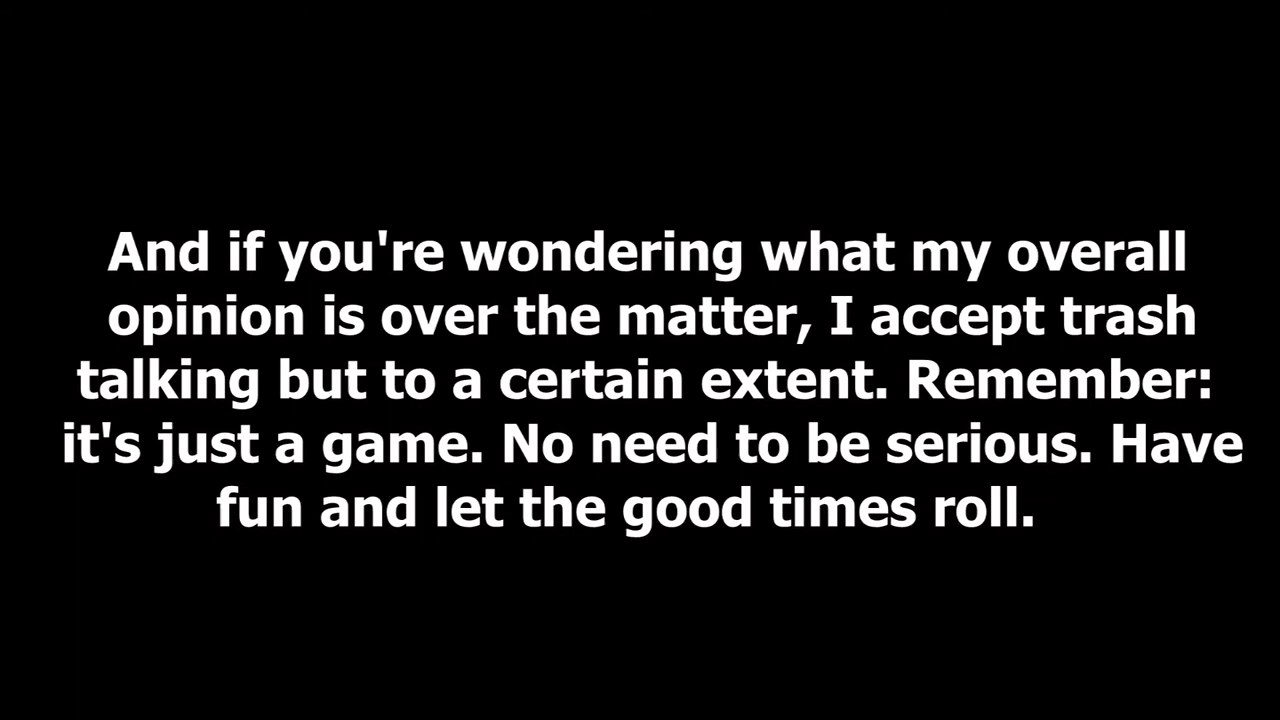 And if you're wondering what my overall
opinion is over the matter, I accept trash
talking but to a certain extent. Remember:
it's just a game. No need to be serious. Have
fun and let the good times roll.